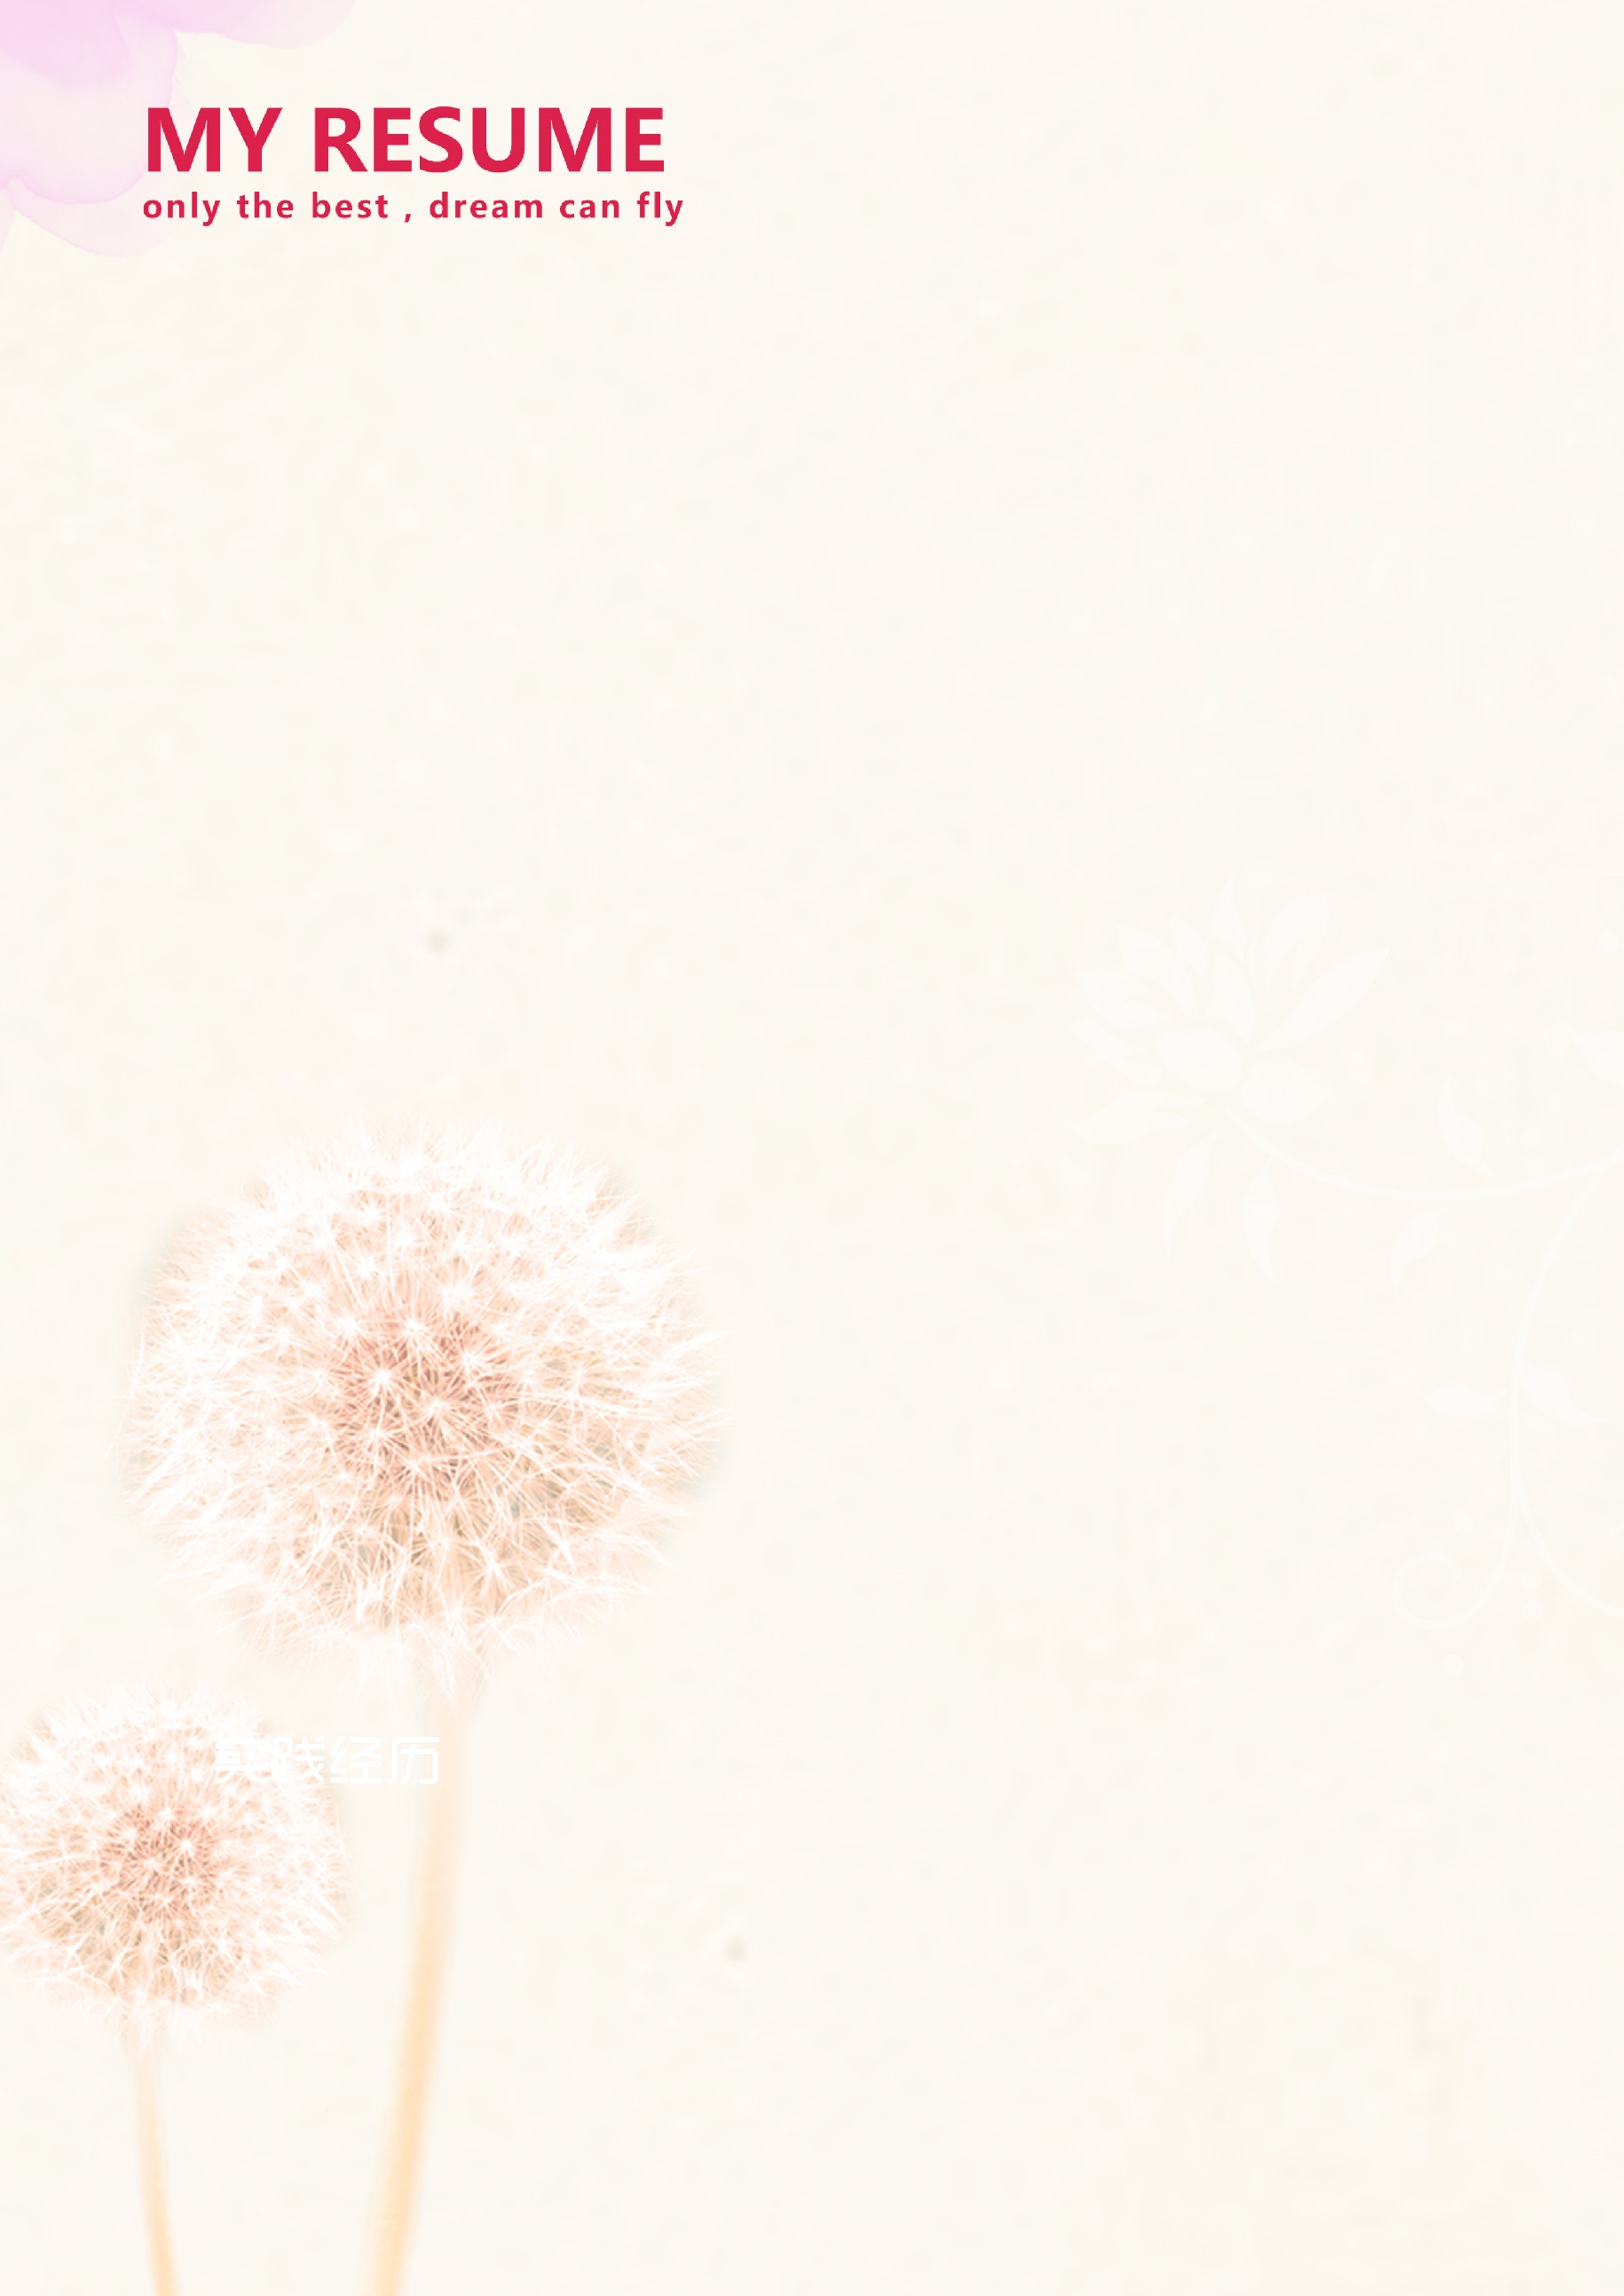 MY RESUME
only the best , dream can fly
实践经历